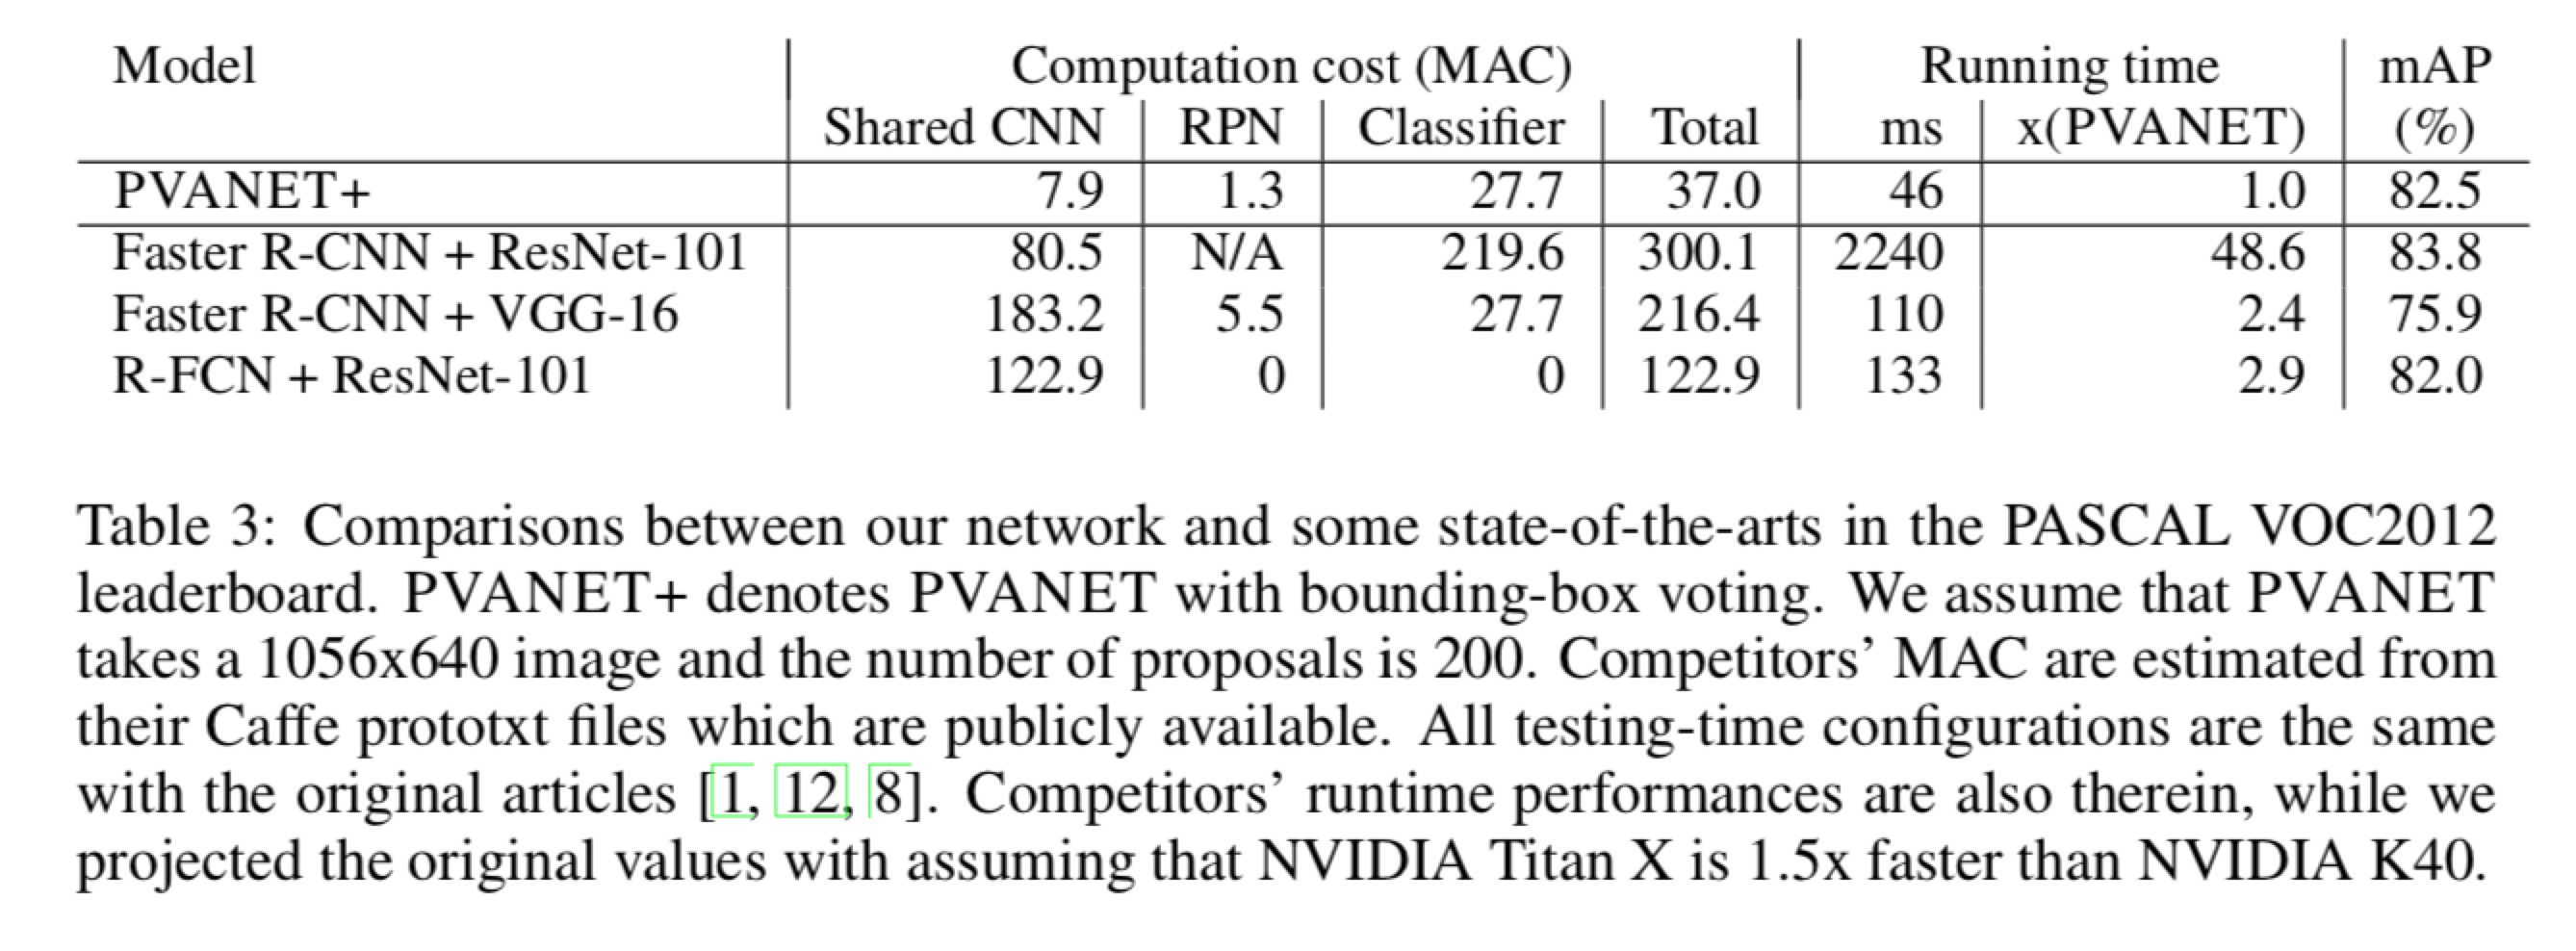 Model Computation cost (MAC) Running time mAP
Shared CNN RPN Classifier Total ms x(PVANET) (%)
PVANET+ 7.9 1.3 27.7 37.0 46 1.0 82.5
Faster R-CNN + ResNet-101 80.5 N/A 219.6 300.1 2240 48.6 83.8
Faster R-CNN + VGG-16 183.2 5.5 27.7 216.4 110 2.4 75.9
R-FCN + ResNet-101 122.9 0 0 122.9 133 2.9 82.0
Table 3: Comparisons between our network and some state-of-the-arts in the PASCAL VOC2012
leaderboard. PVANET+ denotes PVANET with bounding-box voting. We assume that PVANET
takes a 1056x640 image and the number of proposals is 200. Competitors' MAC are estimated from
their Caffe prototxt files which are publicly available. All testing-time configurations are the same
with the original articles [1, 12, 8]. Competitors' runtime performances are also therein, while we
projected the original values with assuming that NVIDIA Titan X is 1.5x faster than NVIDIA K40.